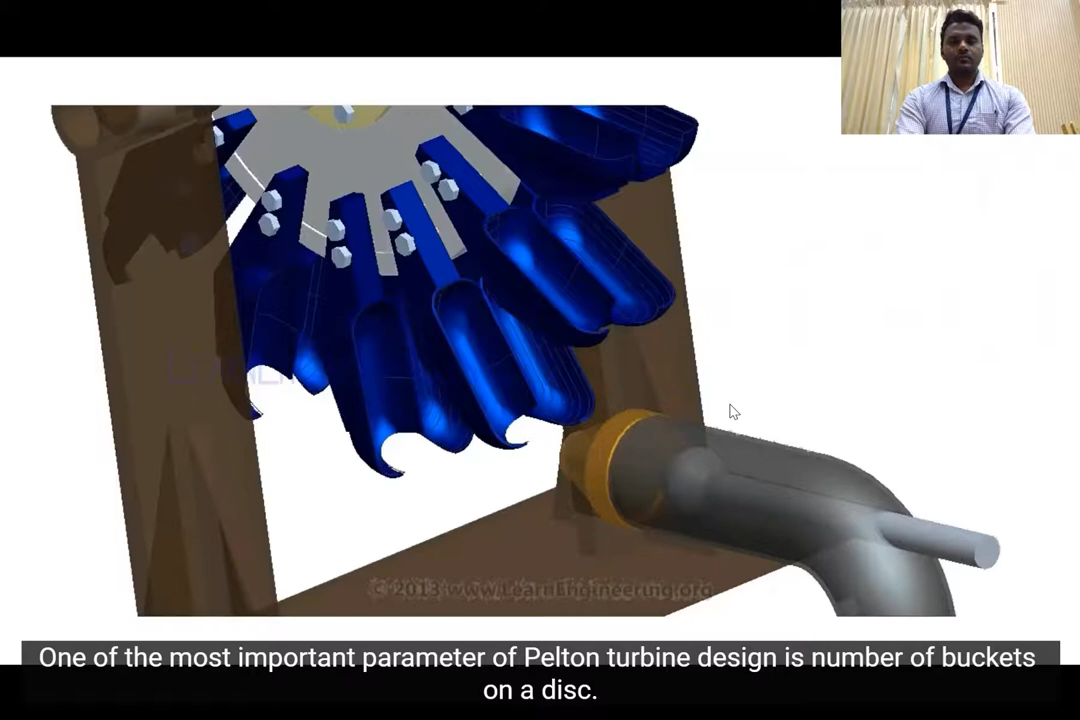 © 2013 www.LearnEngineering.org
One of the most important parameter of Pelton turbine design is number of buckets
on a disc.